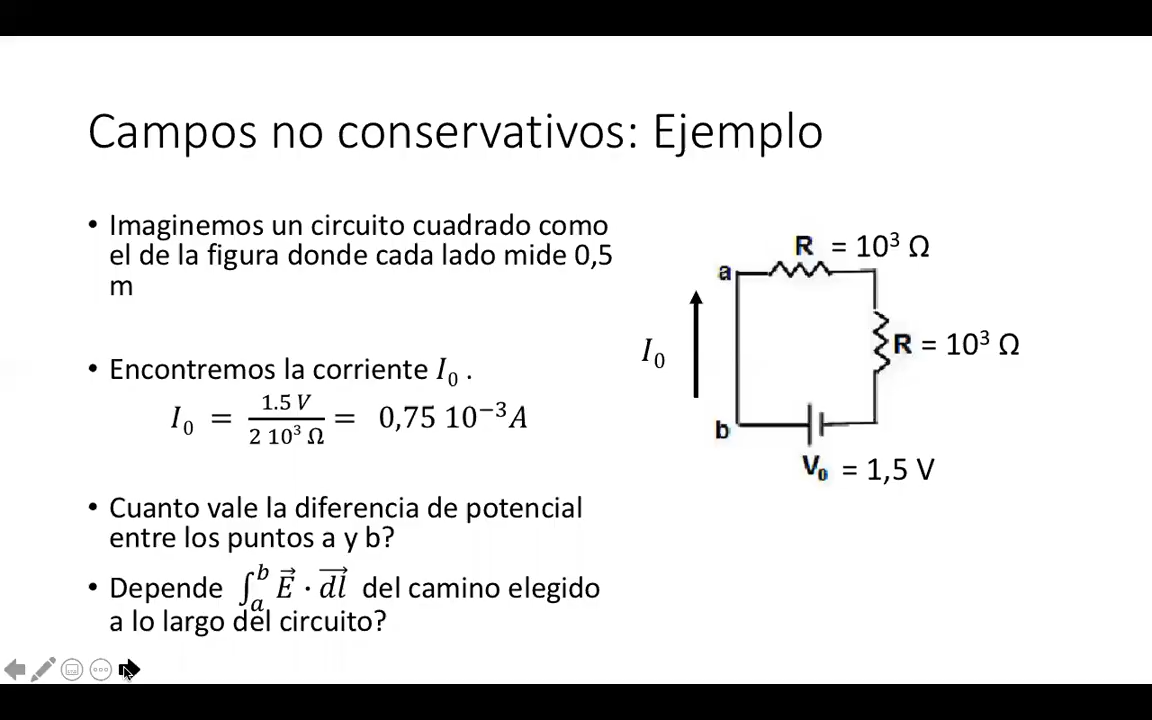 Campos no conservativos: Ejemplo
• Imaginemos un circuito cuadrado como
el de la figura donde cada lado mide 0,5
m
• Encontremos la corriente I₀ .
I₀ = 1.5 V / 2 10³ Ω = 0,75 10⁻³A
• Cuanto vale la diferencia de potencial
entre los puntos a y b?
• Depende ∫ₐᵇ E⃗ · dl⃗ del camino elegido
a lo largo del circuito?
R = 10³ Ω
a
I₀
R = 10³ Ω
b
V₀ = 1,5 V